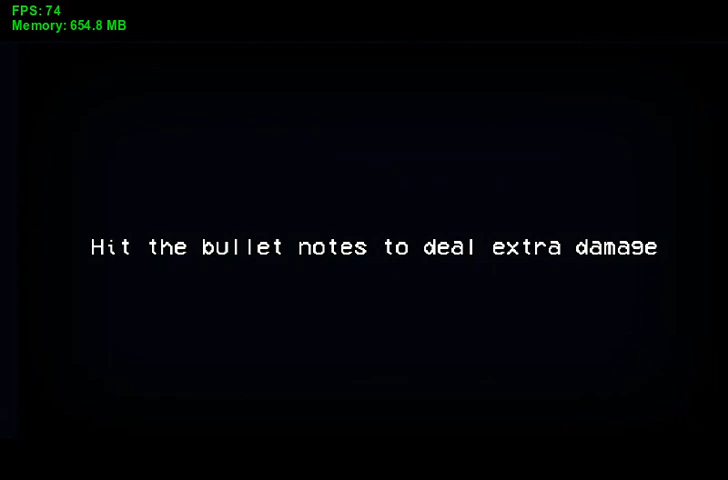 FPS: 74
Memory: 654.8 MB
Hit the bullet notes to deal extra damage